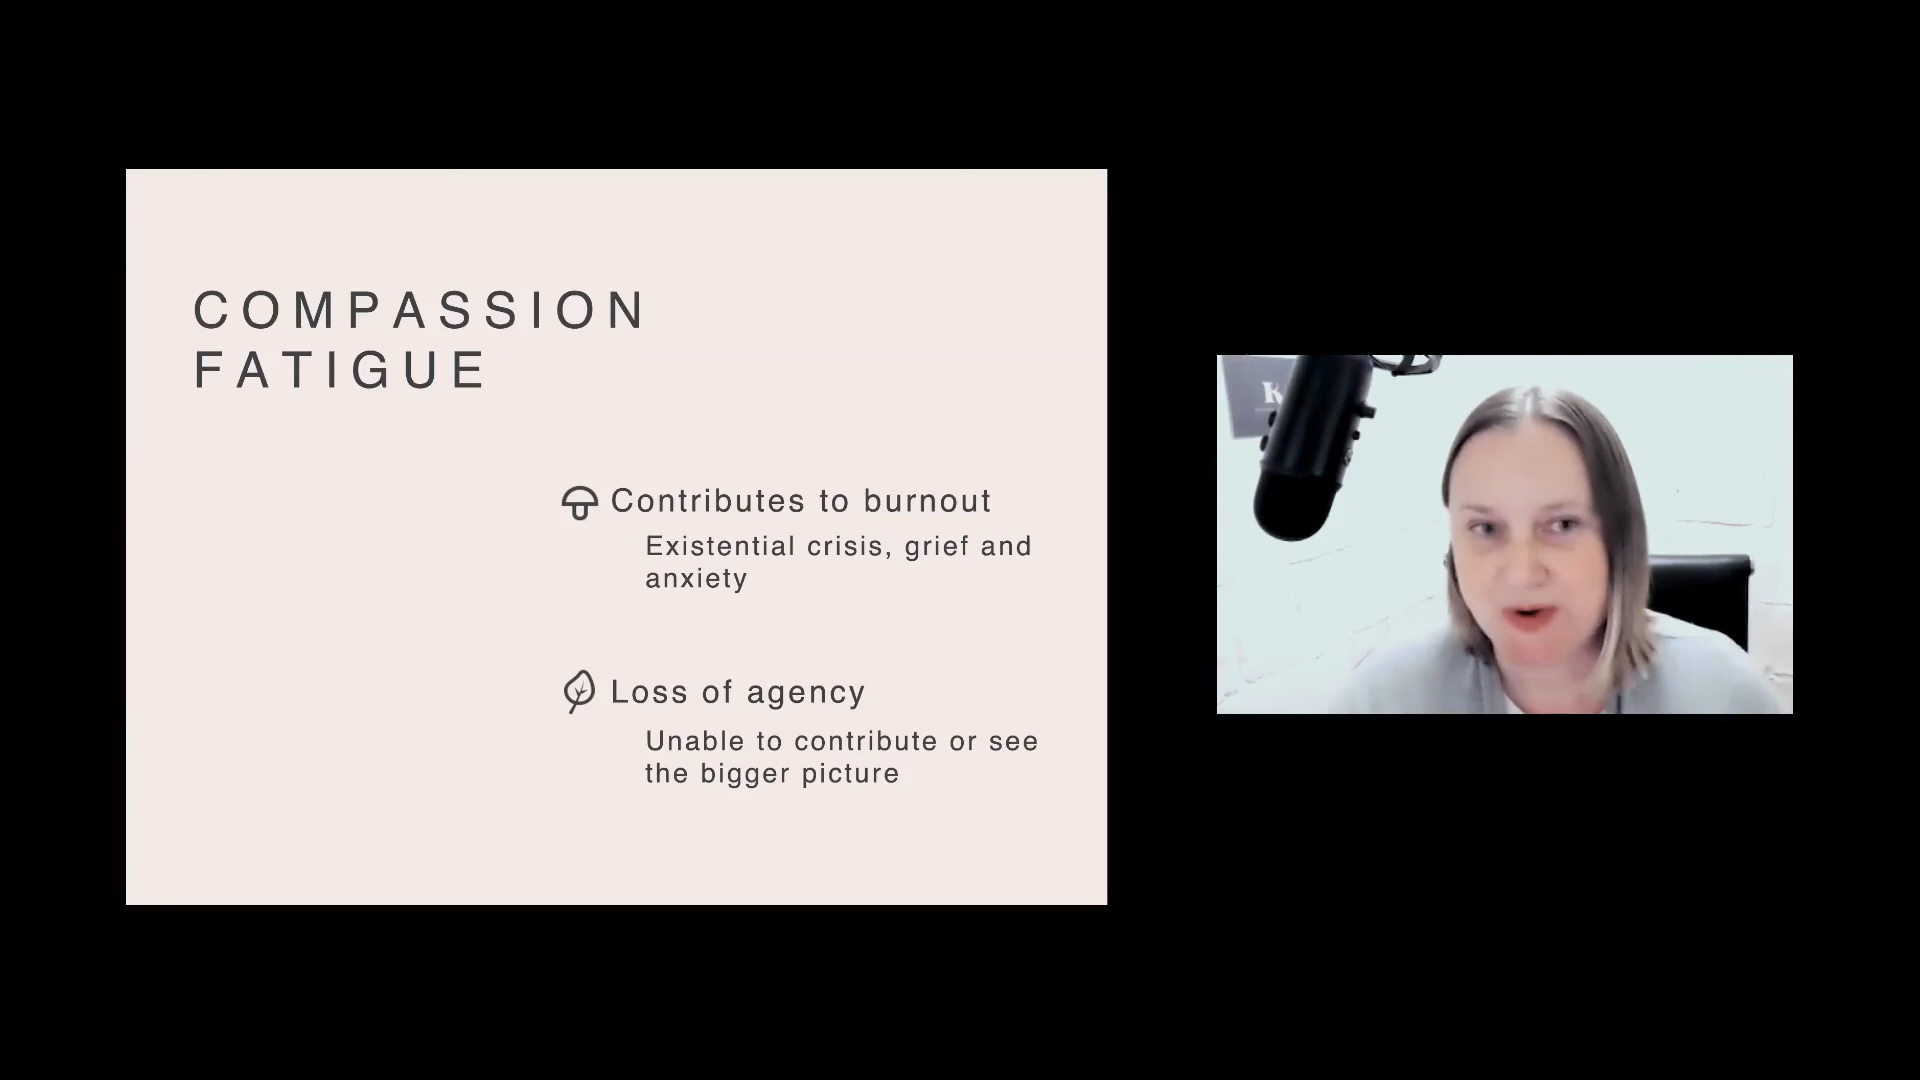 COMPASSION
FATIGUE
Contributes to burnout
Existential crisis, grief and
anxiety
Loss of agency
Unable to contribute or see
the bigger picture
K